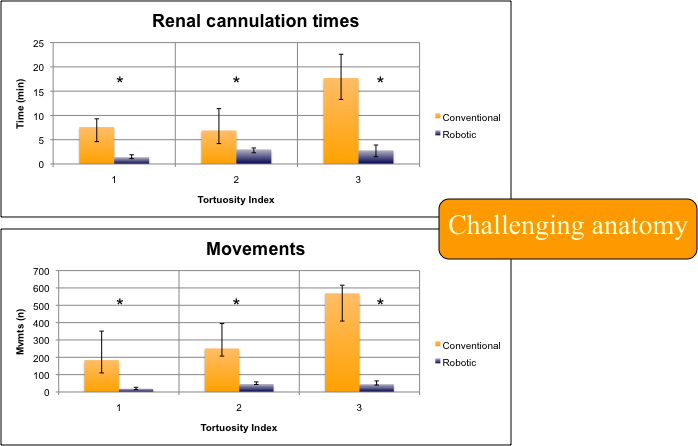 Renal cannulation times
25
20
15
10
5
0
Time (min)
*
*
*
1
2
3
Tortuosity Index
Conventional
Robotic
Challenging anatomy
Movements
700
600
500
400
300
200
100
0
Mvmts (n)
*
*
*
1
2
3
Tortuosity Index
Conventional
Robotic